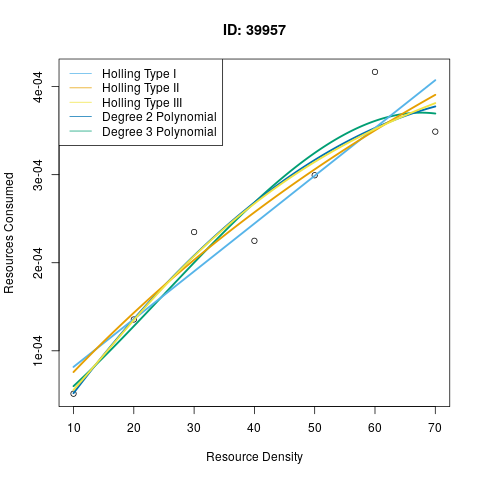 ID: 39957
Holling Type I
Holling Type II
Holling Type III
Degree 2 Polynomial
Degree 3 Polynomial
Resources Consumed
4e-04
3e-04
2e-04
1e-04
10 20 30 40 50 60 70
Resource Density